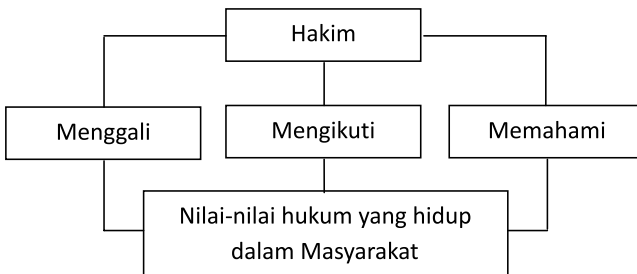 Hakim
Menggali
Mengikuti
Memahami
Nilai-nilai hukum yang hidup
dalam Masyarakat